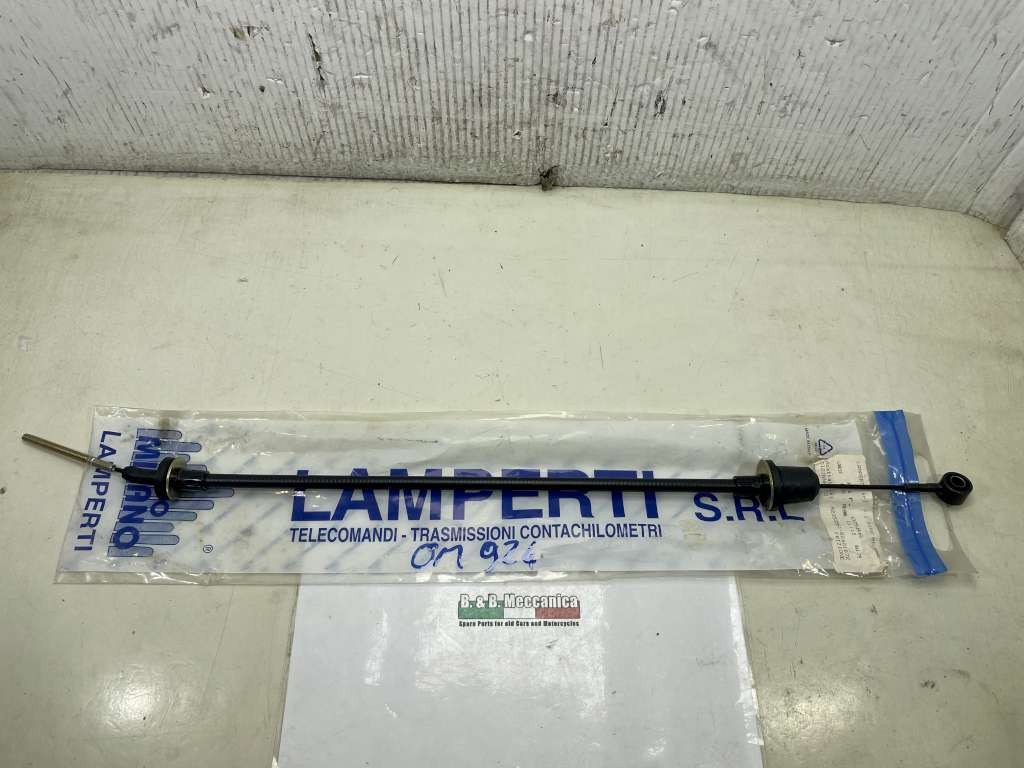 LAMPERTI
MILANO
®
LAMPERTI
S.R.L
TELECOMANDI - TRASMISSIONI CONTACHILOMETRI
OM 924
B. & B. Meccanica
Spare Parts for old Cars and Motorcycles